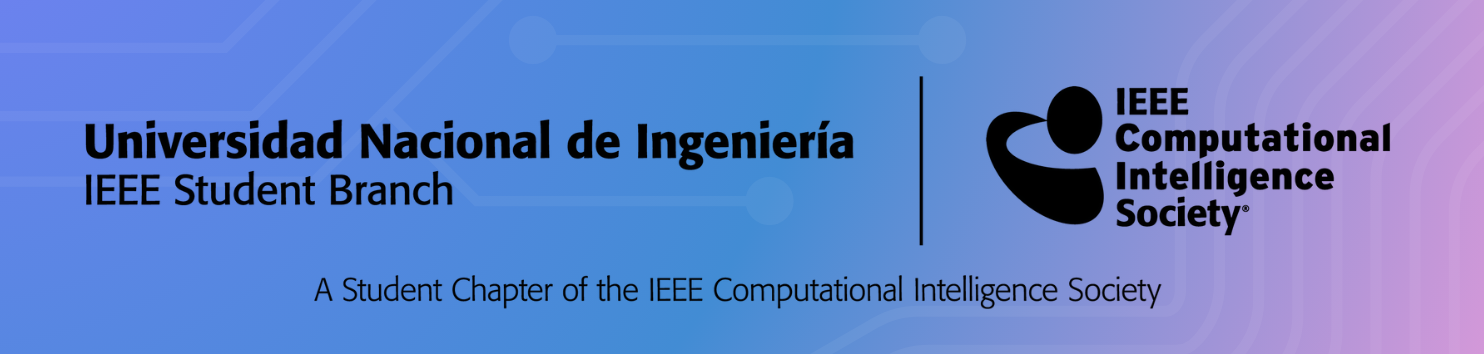 Universidad Nacional de Ingeniería
IEEE Student Branch
IEEE
Computational
Intelligence
Society®
A Student Chapter of the IEEE Computational Intelligence Society